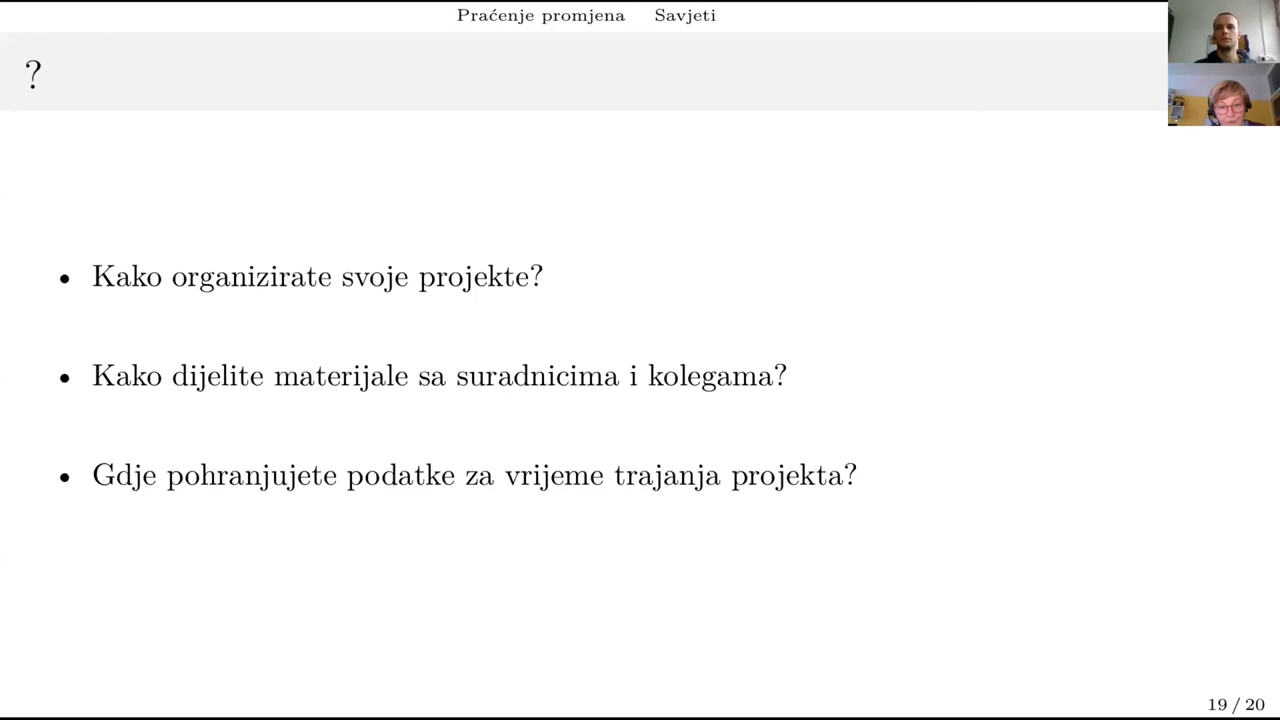 Praćenje promjena Savjeti
?
• Kako organizirate svoje projekte?
• Kako dijelite materijale sa suradnicima i kolegama?
• Gdje pohranjujete podatke za vrijeme trajanja projekta?
19 / 20